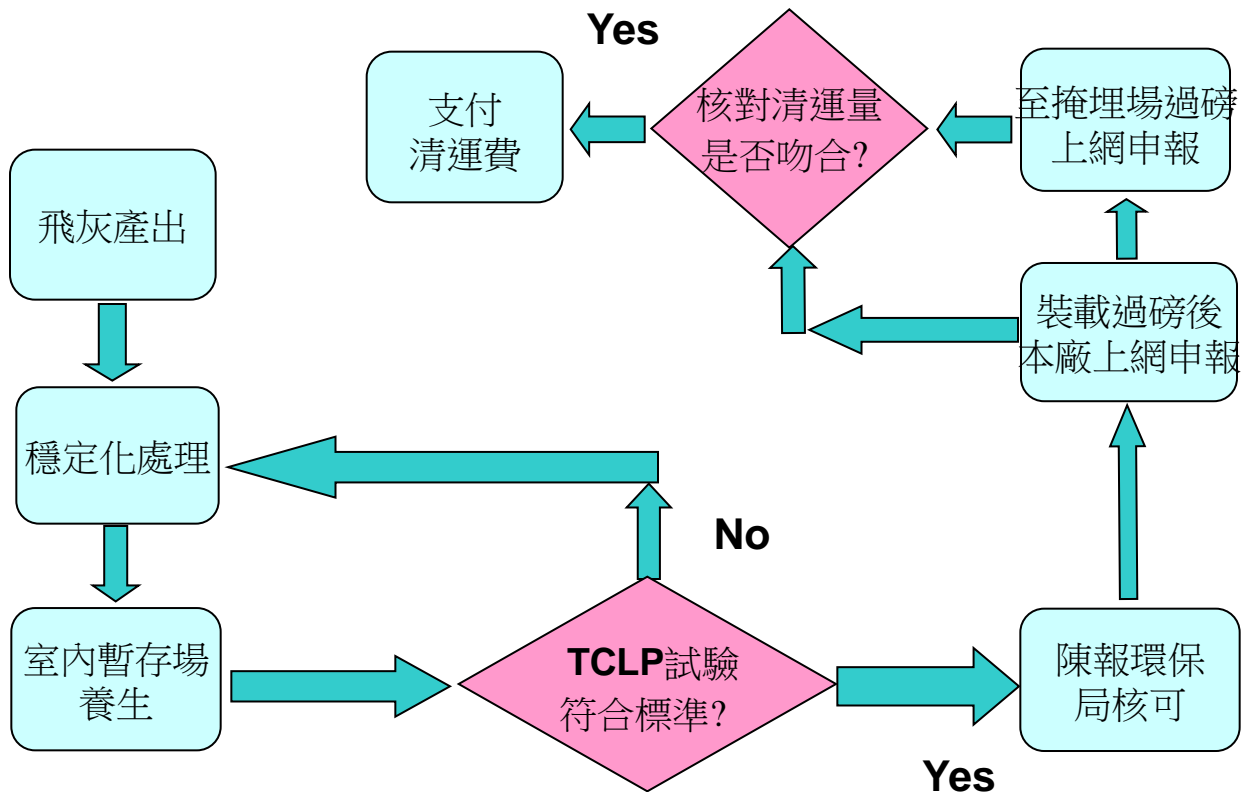 Yes
支付
清運費
核對清運量
是否吻合?
至掩埋場過磅
上網申報
飛灰產出
裝載過磅後
本廠上網申報
穩定化處理
No
室內暫存場
養生
TCLP試驗
符合標準?
陳報環保
局核可
Yes